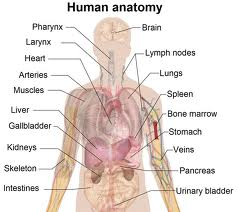 Human anatomy
Pharynx
Larynx
Heart
Arteries
Muscles
Liver
Gallbladder
Kidneys
Skeleton
Intestines
Brain
Lymph nodes
Lungs
Spleen
Bone marrow
Stomach
Veins
Pancreas
Urinary bladder